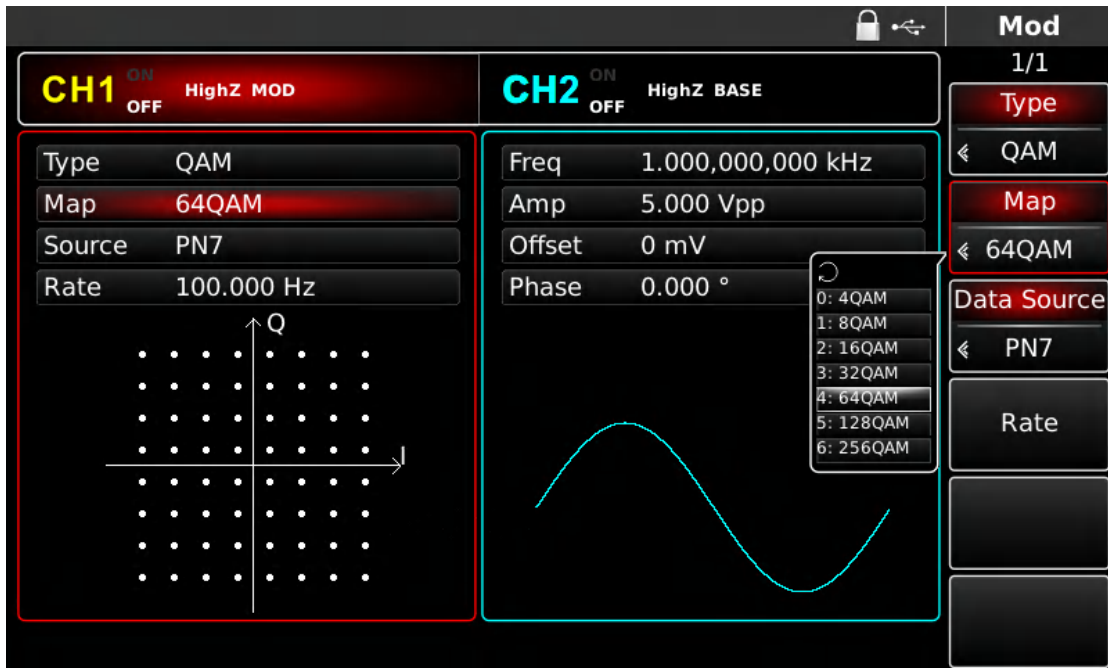 Mod
1/1
CH1 ON OFF HighZ MOD
CH2 ON OFF HighZ BASE
Type QAM
Map 64QAM
Source PN7
Rate 100.000 Hz
Q
I
Freq 1.000,000,000 kHz
Amp 5.000 Vpp
Offset 0 mV
Phase 0.000 °
0: 4QAM
1: 8QAM
2: 16QAM
3: 32QAM
4: 64QAM
5: 128QAM
6: 256QAM
Type
QAM
Map
64QAM
Data Source
PN7
Rate